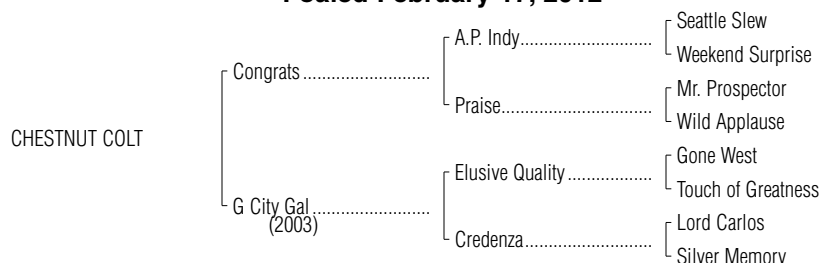 Foaled February 17, 2012
Seattle Slew
A.P. Indy
Weekend Surprise
Congrats
Mr. Prospector
Praise
Wild Applause
CHESTNUT COLT
Gone West
Elusive Quality
Touch of Greatness
G City Gal
(2003)
Lord Carlos
Credenza
Silver Memory